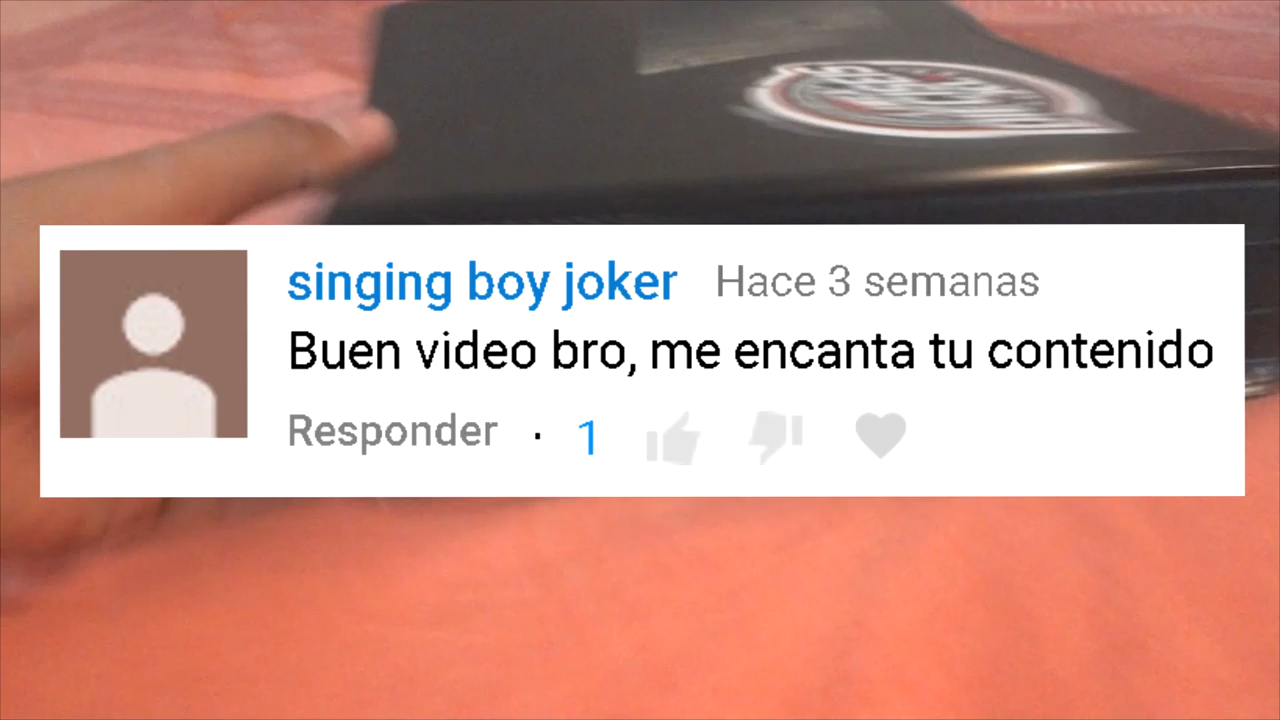 singing boy joker Hace 3 semanas
Buen video bro, me encanta tu contenido
Responder · 1